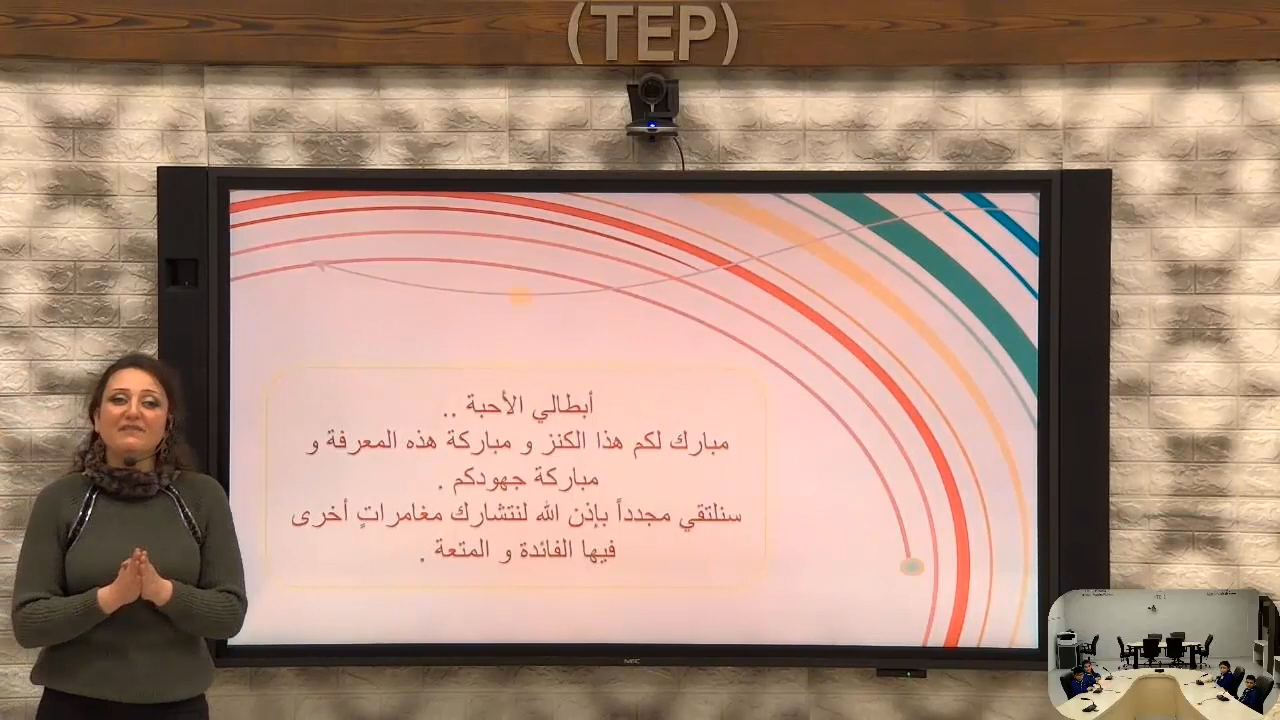 (TEP)
أبطالي الأحبة ..
مبارك لكم هذا الكنز و مباركة هذه المعرفة و
مباركة جهودكم .
سنلتقي مجدداً بإذن الله لنتشارك مغامراتٍ أخرى
فيها الفائدة و المتعة .
NEC